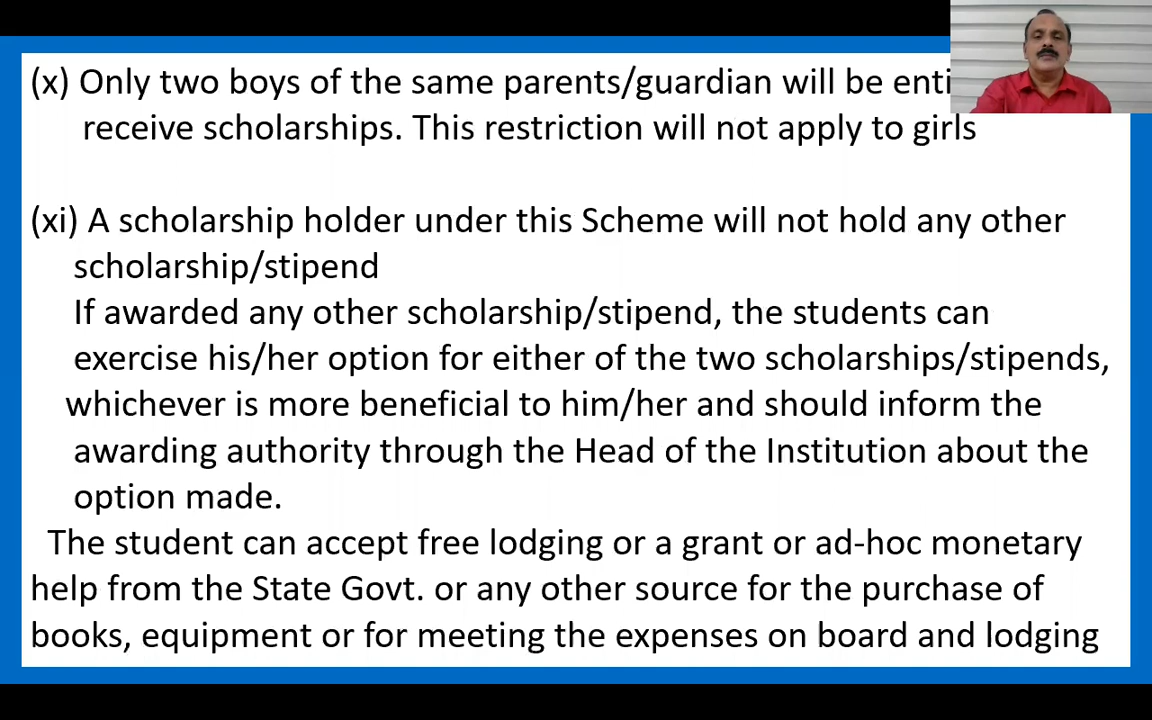 (x) Only two boys of the same parents/guardian will be
receive scholarships. This restriction will not apply to girls
(xi) A scholarship holder under this Scheme will not hold any other
scholarship/stipend
If awarded any other scholarship/stipend, the students can
exercise his/her option for either of the two scholarships/stipends,
whichever is more beneficial to him/her and should inform the
awarding authority through the Head of the Institution about the
option made.
The student can accept free lodging or a grant or ad-hoc monetary
help from the State Govt. or any other source for the purchase of
books, equipment or for meeting the expenses on board and lodging